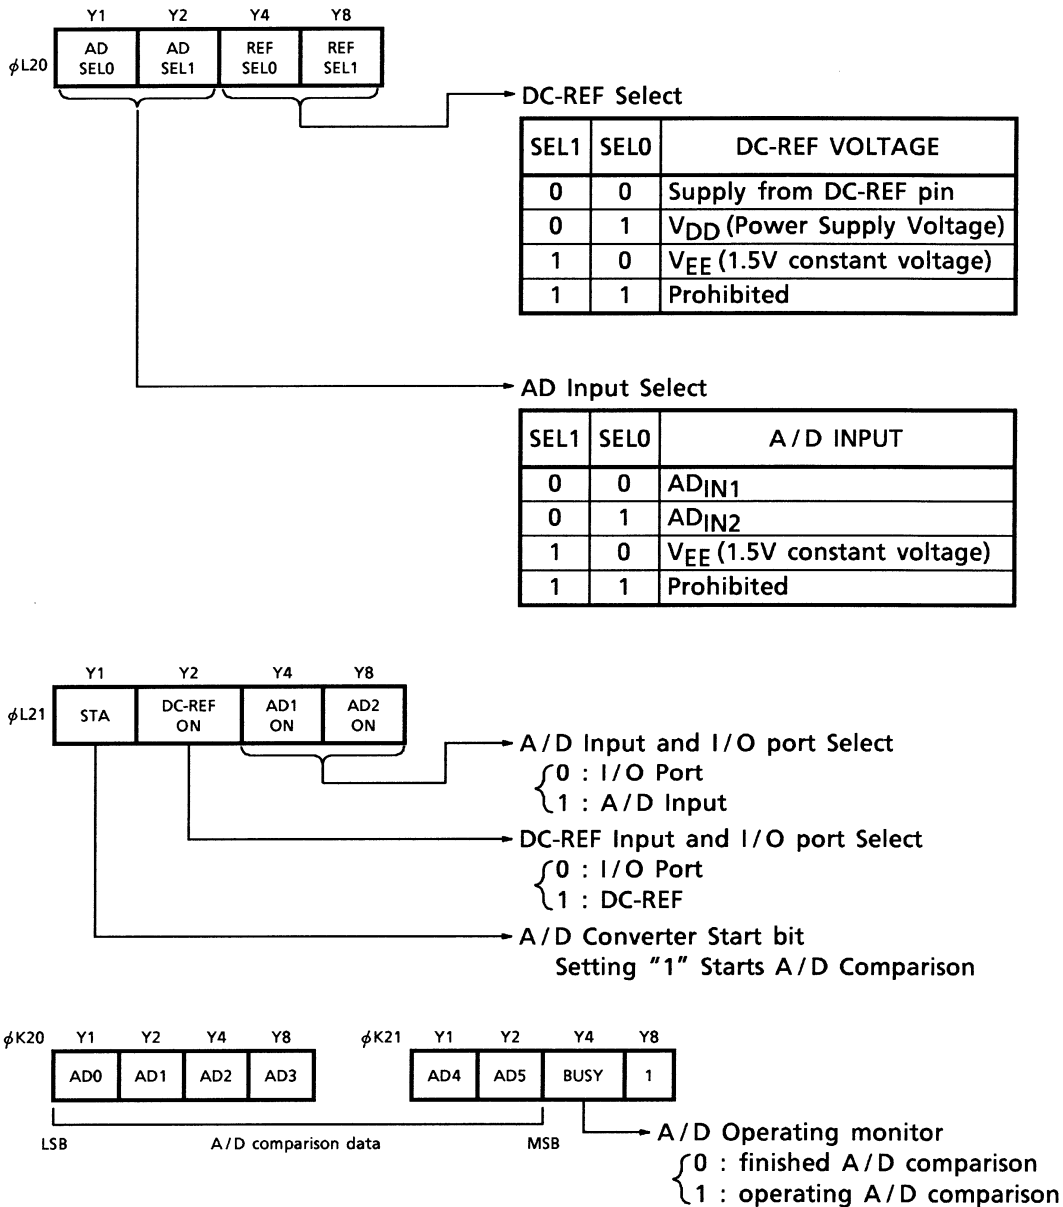 Y1 Y2 Y4 Y8
φL20 AD SEL0 AD SEL1 REF SEL0 REF SEL1
DC-REF Select
SEL1 SEL0 DC-REF VOLTAGE
0 0 Supply from DC-REF pin
0 1 VDD (Power Supply Voltage)
1 0 VEE (1.5V constant voltage)
1 1 Prohibited
AD Input Select
SEL1 SEL0 A/D INPUT
0 0 ADIN1
0 1 ADIN2
1 0 VEE (1.5V constant voltage)
1 1 Prohibited
Y1 Y2 Y4 Y8
φL21 STA DC-REF ON AD1 ON AD2 ON
A/D Input and I/O port Select
0 : I/O Port
1 : A/D Input
DC-REF Input and I/O port Select
0 : I/O Port
1 : DC-REF
A/D Converter Start bit
Setting "1" Starts A/D Comparison
φK20 Y1 Y2 Y4 Y8 φK21 Y1 Y2 Y4 Y8
AD0 AD1 AD2 AD3 AD4 AD5 BUSY 1
LSB A/D comparison data MSB
A/D Operating monitor
0 : finished A/D comparison
1 : operating A/D comparison